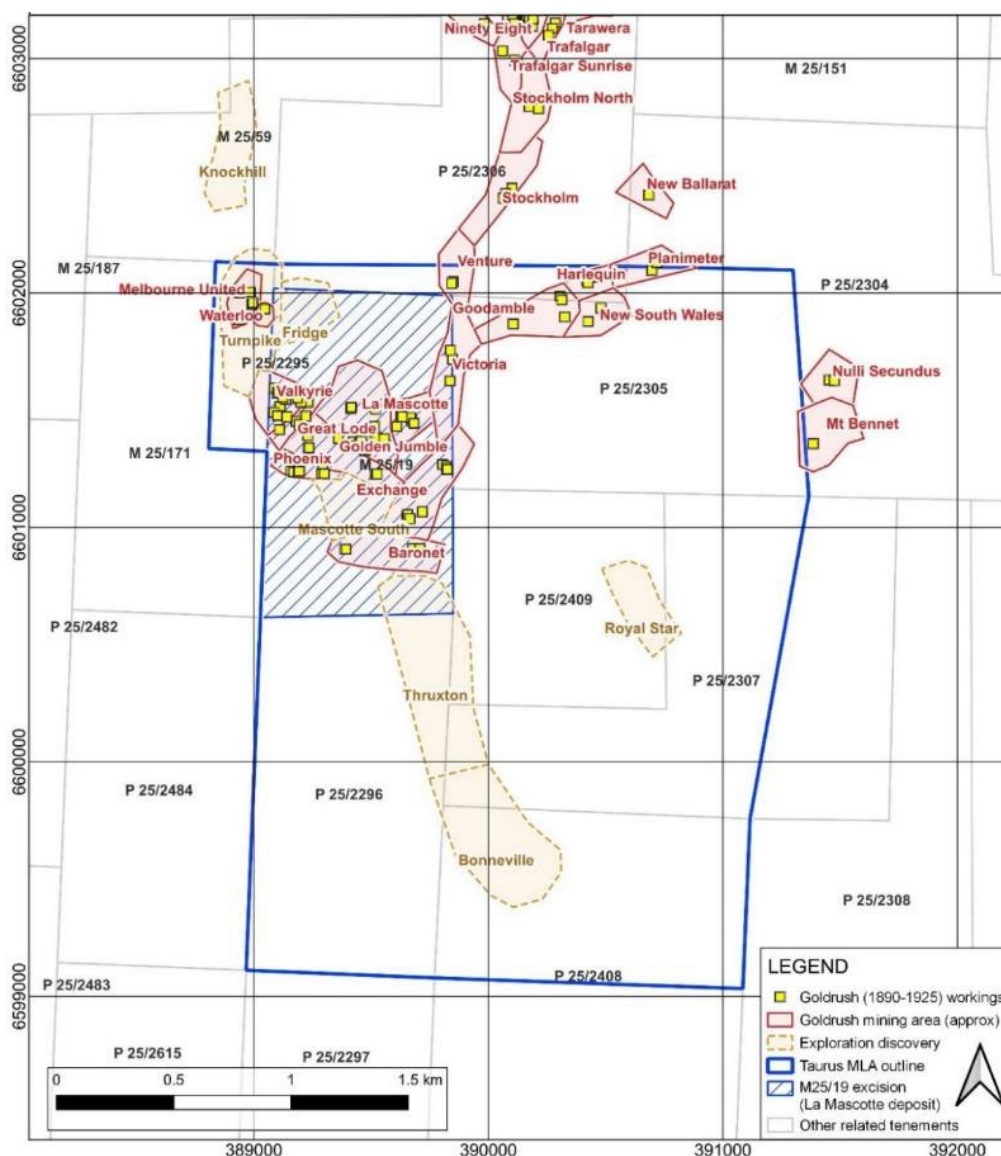 Ninety Eight
Tarawera
Trafalgar
Trafalgar Sunrise
M 25/151
6603000
Stockholm North
M 25/59
Knockhill
P 25/2306
New Ballarat
Stockholm
Venture
Planimeter
M 25/187
Harlequin
P 25/2304
Melbourne United
6602000
Waterloo
Goodamble
New South Wales
Fridge
Turnpike
P 25/2295
Victoria
Nulli Secundus
Valkyrie
P 25/2305
La Mascotte
Great Lode
Mt Bennet
Golden Jumble
M 25/171
Phoenix
M 25/19
Exchange
6601000
Mascotte South
Baronet
P 25/2409
P 25/2482
Royal Star
P 25/2307
Thruxton
6600000
P 25/2484
P 25/2296
Bonneville
P 25/2308
P 25/2483
P 25/2408
6599000
P 25/2615
P 25/2297
0 0.5 1 1.5 km
LEGEND
Goldrush (1890-1925) workings
Goldrush mining area (approx)
Exploration discovery
Taurus MLA outline
M25/19 excision
(La Mascotte deposit)
Other related tenements
389000 390000 391000 392000